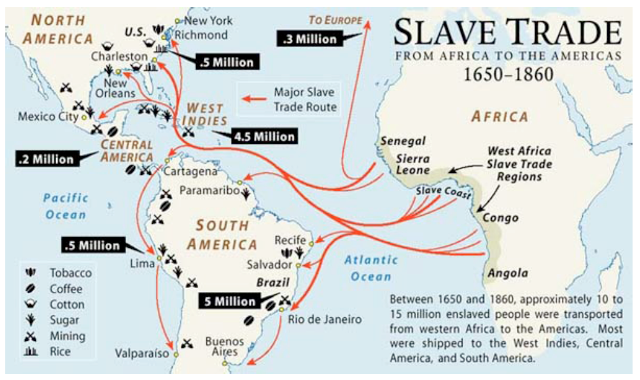 SLAVE TRADE
FROM AFRICA TO THE AMERICAS
1650–1860
NORTH
AMERICA
U.S.
New York
Richmond
TO EUROPE
.3 Million
.5 Million
Charleston
New
Orleans
Major Slave
Trade Route
Mexico City
WEST
INDIES
4.5 Million
CENTRAL
AMERICA
.2 Million
AFRICA
Senegal
Sierra
Leone
West Africa
Slave Trade
Regions
Slave Coast
Congo
Angola
Cartagena
Paramaribo
Pacific
Ocean
SOUTH
AMERICA
.5 Million
Lima
Recife
Salvador
Brazil
5 Million
Rio de Janeiro
Atlantic
Ocean
Valparaíso
Buenos
Aires
Tobacco
Coffee
Cotton
Sugar
Mining
Rice
Between 1650 and 1860, approximately 10 to
15 million enslaved people were transported
from western Africa to the Americas. Most
were shipped to the West Indies, Central
America, and South America.